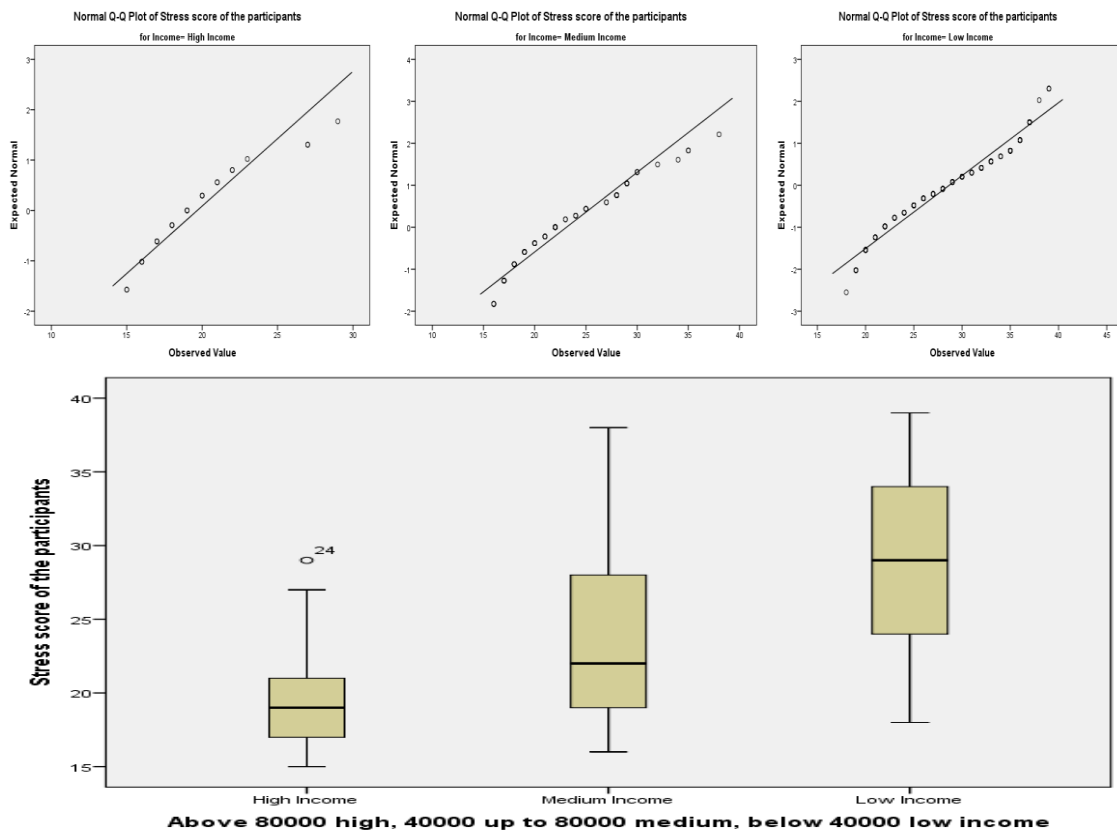 Normal Q-Q Plot of Stress score of the participants
for Income= High Income
Expected Normal
3
2
1
0
-1
-2
10 15 20 25 30
Observed Value
Normal Q-Q Plot of Stress score of the participants
for Income= Medium Income
Expected Normal
4
3
2
1
0
-1
-2
10 15 20 25 30 35 40
Observed Value
Normal Q-Q Plot of Stress score of the participants
for Income= Low Income
Expected Normal
4
3
2
1
0
-1
-2
-3
15 20 25 30 35 40 45
Observed Value
Stress score of the participants
40
35
30
25
20
15
24
High Income Medium Income Low Income
Above 80000 high, 40000 up to 80000 medium, below 40000 low income